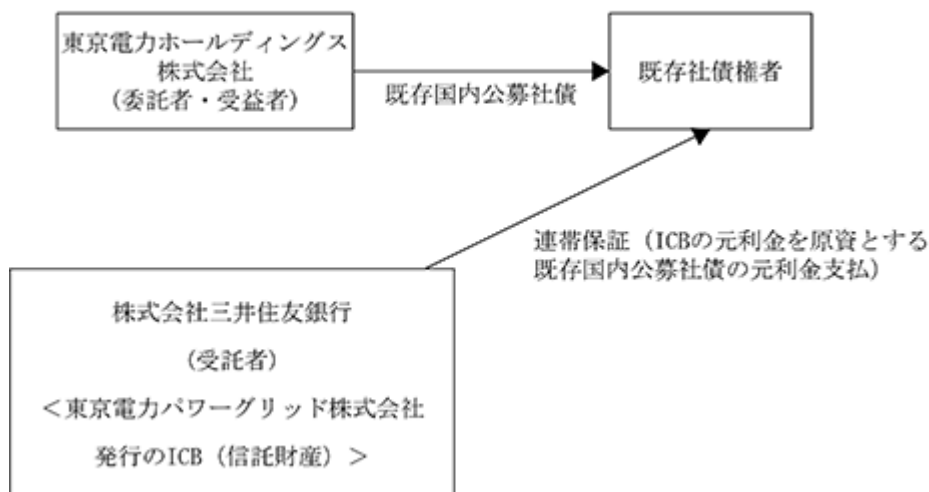 東京電力ホールディングス
株式会社
(委託者・受益者)
既存国内公募社債
既存社債権者
連帯保証（ICBの元利金を原資とする
既存国内公募社債の元利金支払）
株式会社三井住友銀行
(受託者)
＜東京電力パワーグリッド株式会社
発行のICB（信託財産）＞